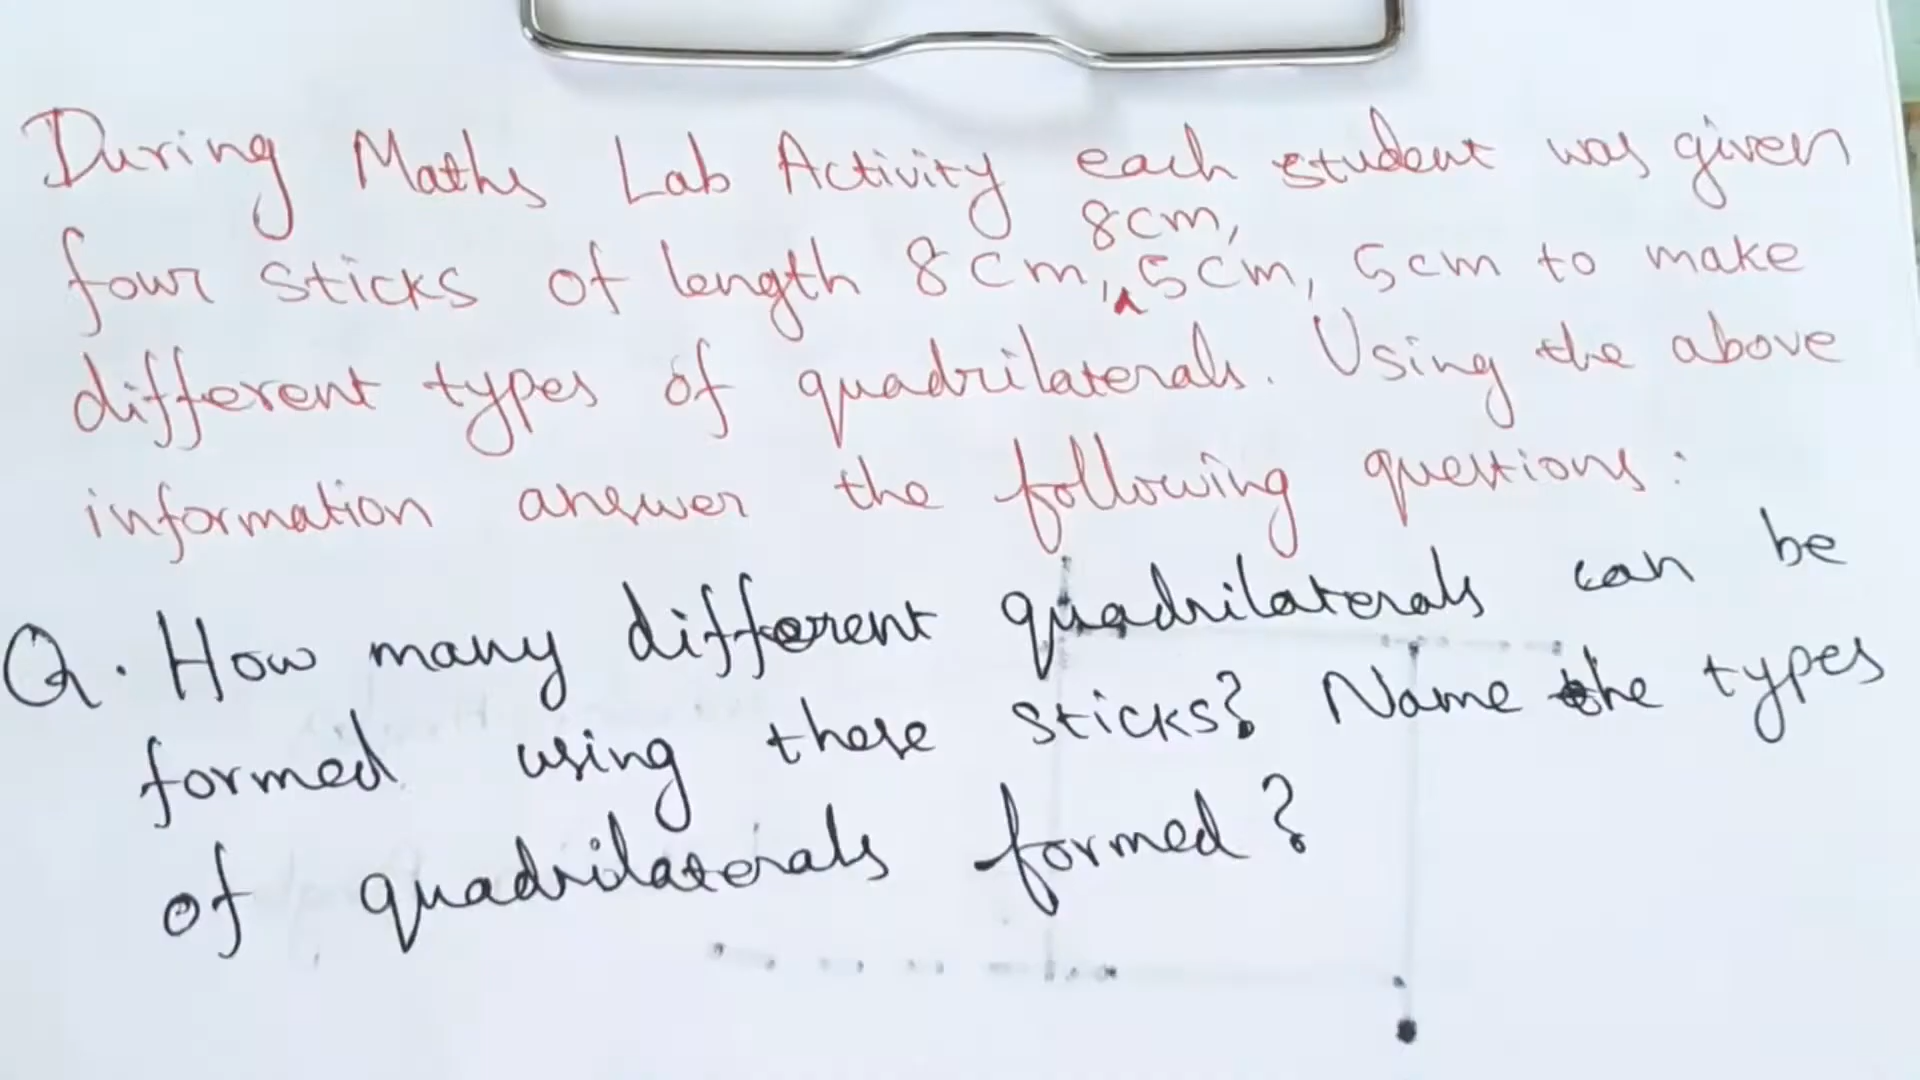 During Maths Lab Activity each student was given
8cm,
four sticks of length 8cm, 5cm, 5cm to make
different types of quadrilaterals. Using the above
information answer the following questions:
Q. How many different quadrilaterals can be
formed using these sticks? Name the types
of quadrilaterals formed?